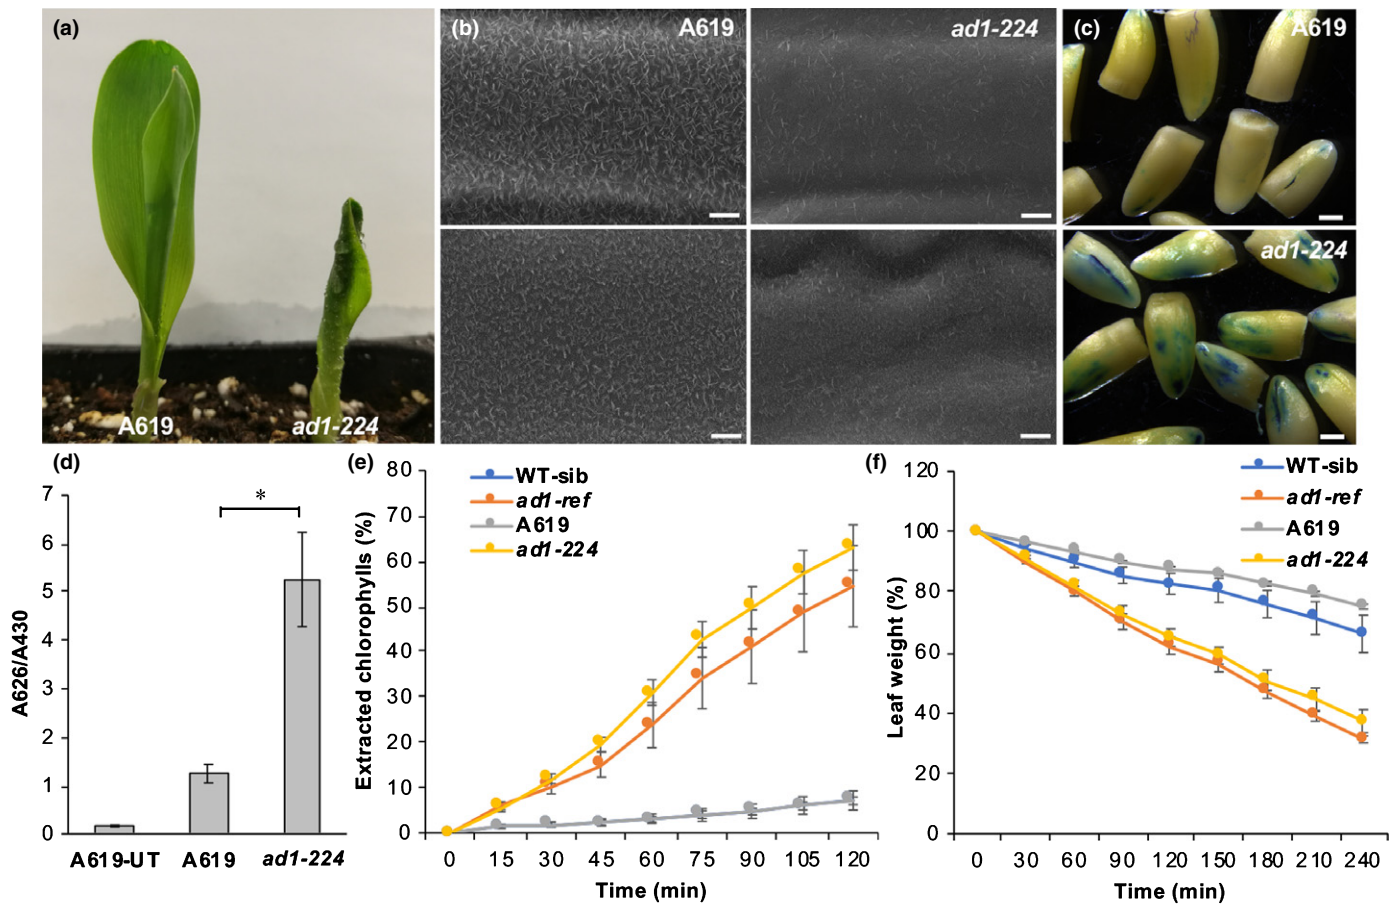 (a)
A619
ad1-224
(b)
A619
ad1-224
(c)
A619
ad1-224
(d)
A626/A430
7
6
5
4
3
2
1
0
*
A619-UT
A619
ad1-224
(e)
Extracted chlorophylls (%)
80
70
60
50
40
30
20
10
0
WT-sib
ad1-ref
A619
ad1-224
0 15 30 45 60 75 90 105 120
Time (min)
(f)
Leaf weight (%)
120
100
80
60
40
20
0
WT-sib
ad1-ref
A619
ad1-224
0 30 60 90 120 150 180 210 240
Time (min)